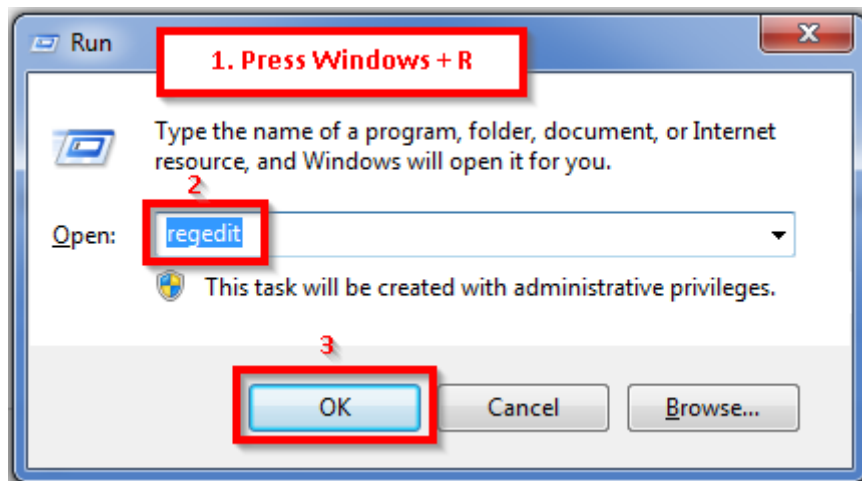 Run
1. Press Windows + R
Type the name of a program, folder, document, or Internet
resource, and Windows will open it for you.
2
Open: regedit
This task will be created with administrative privileges.
3
OK Cancel Browse...